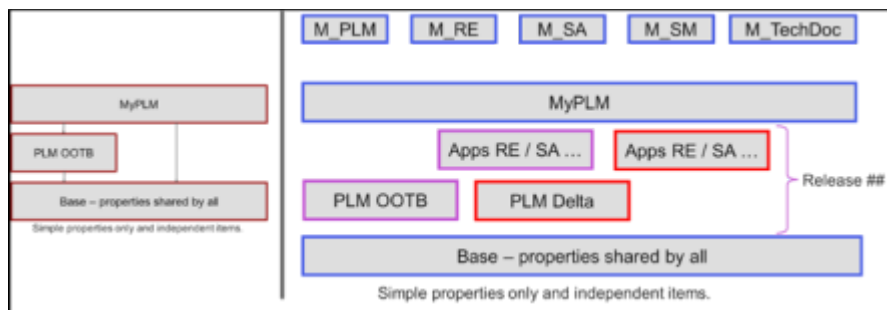 MyPLM
PLM OOTB
Base – properties shared by all
Simple properties only and independent items.
M_PLM
M_RE
M_SA
M_SM
M_TechDoc
MyPLM
Apps RE / SA ...
Apps RE / SA ...
Release ##
PLM OOTB
PLM Delta
Base – properties shared by all
Simple properties only and independent items.